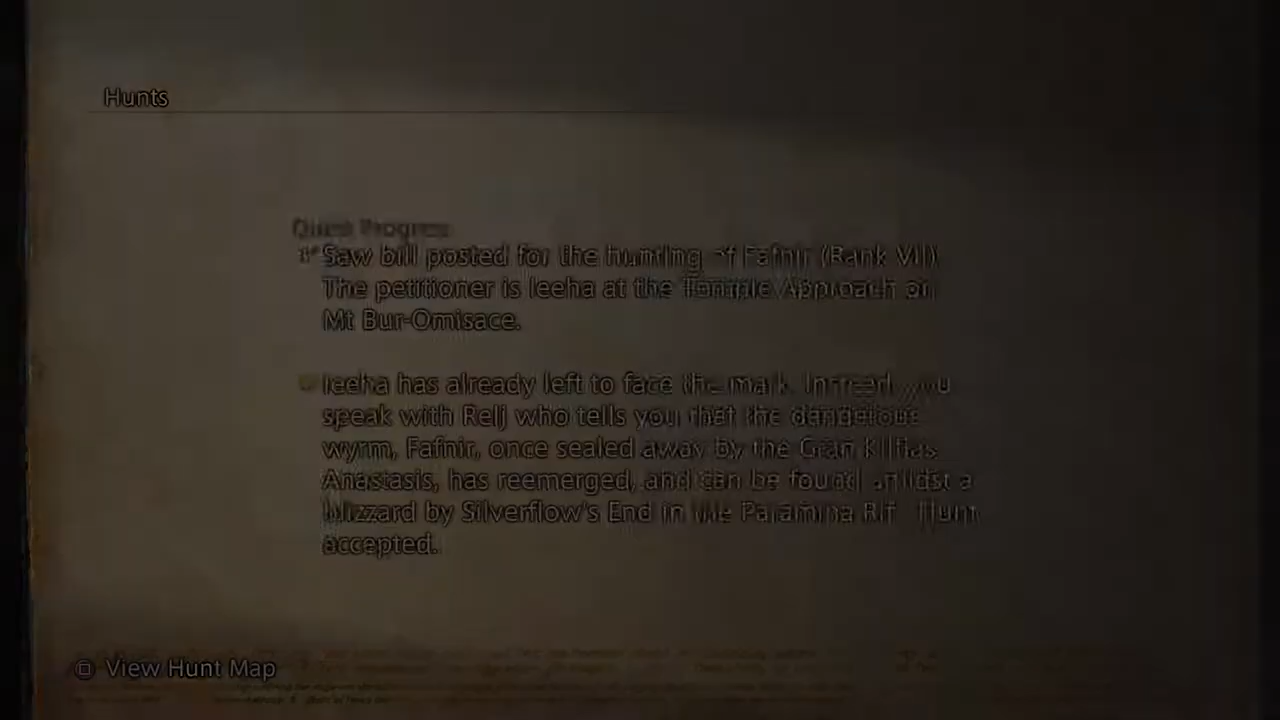 Hunts
Quest Progress
Saw bill posted for the hunting of Fafnir (Rank VII).
The petitioner is Ieeha at the Temple Approach on
Mt Bur-Omisace.
Ieeha has already left to face the mark. Instead, you
speak with Relj who tells you that the dangerous
wyrm, Fafnir, once sealed away by the Gran Kiltias
Anastasis, has reemerged, and can be found amidst a
blizzard by Silverflow's End in the Paramina Rift. Hunt
accepted.
View Hunt Map